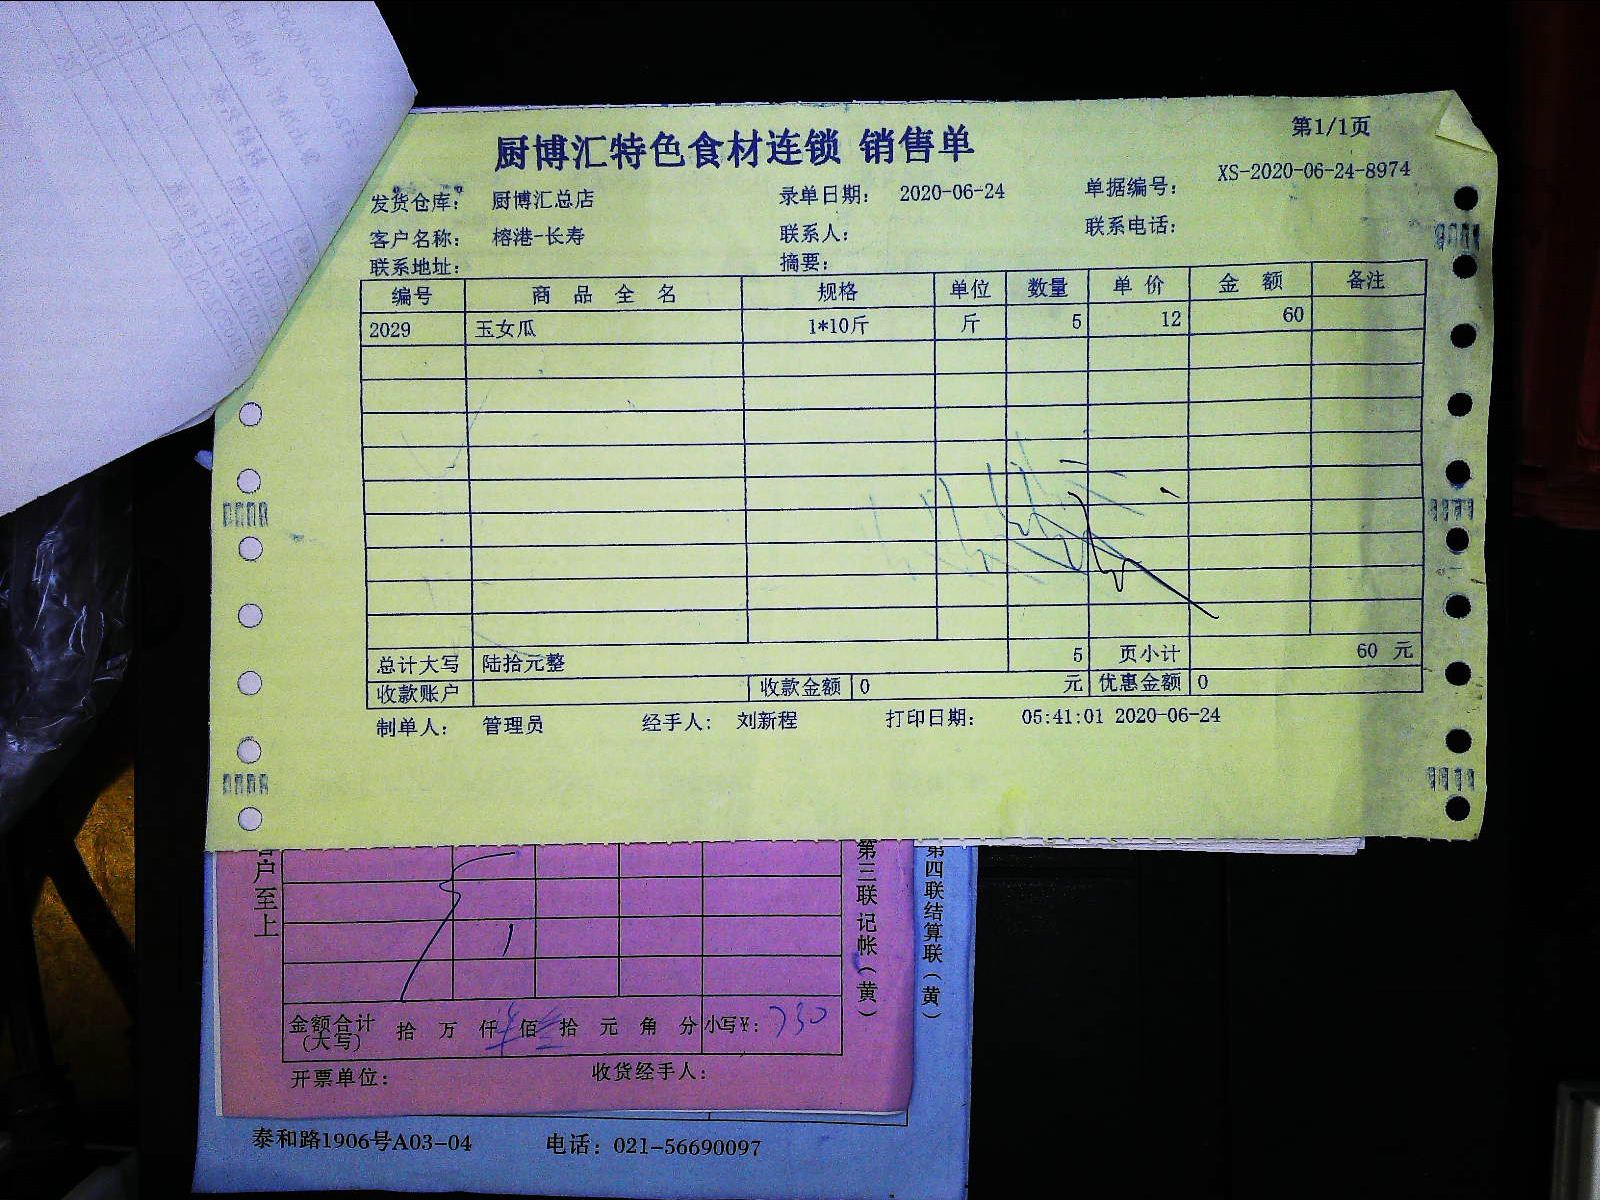 厨博汇特色食材连锁 销售单
第1/1页
发货仓库： 厨博汇总店 录单日期： 2020-06-24 单据编号： XS-2020-06-24-8974
客户名称： 榕港-长寿 联系人： 联系电话：
联系地址： 摘要：
编号 商品全名 规格 单位 数量 单价 金额 备注
2029 玉女瓜 1*10斤 斤 5 12 60
总计大写 陆拾元整 5 页小计 60 元
收款账户 收款金额 0 元 优惠金额 0
制单人： 管理员 经手人： 刘新程 打印日期： 05:41:01 2020-06-24
户至上
第三联记帐（黄）
第四联结算联（黄）
金额合计(大写) 拾 万 仟 佰 拾 元 角 分 小写¥： 730
开票单位： 收货经手人：
泰和路1906号A03-04 电话：021-56690097